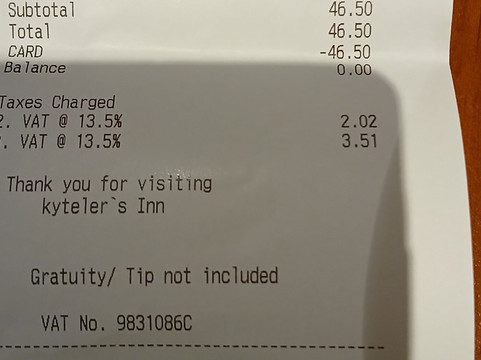 Subtotal 46.50
Total 46.50
CARD -46.50
Balance 0.00
Taxes Charged
2. VAT @ 13.5% 2.02
. VAT @ 13.5% 3.51
Thank you for visiting
kyteler`s Inn
Gratuity/ Tip not included
VAT No. 9831086C